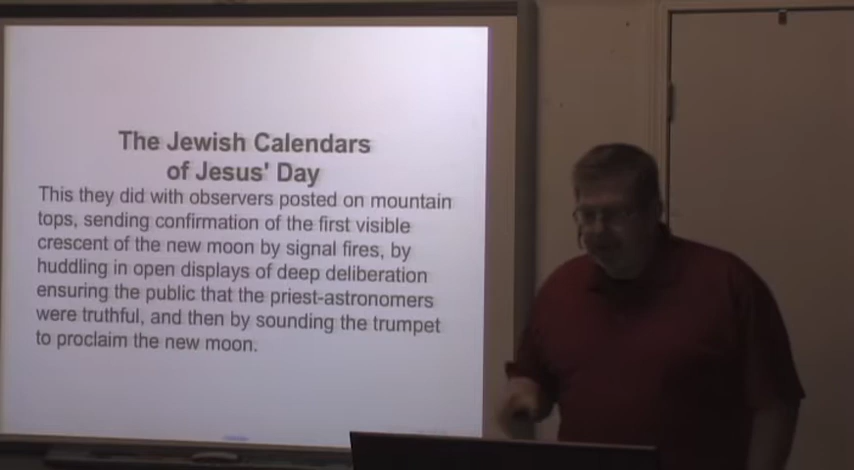 The Jewish Calendars
of Jesus' Day
This they did with observers posted on mountain
tops, sending confirmation of the first visible
crescent of the new moon by signal fires, by
huddling in open displays of deep deliberation
ensuring the public that the priest-astronomers
were truthful, and then by sounding the trumpet
to proclaim the new moon.